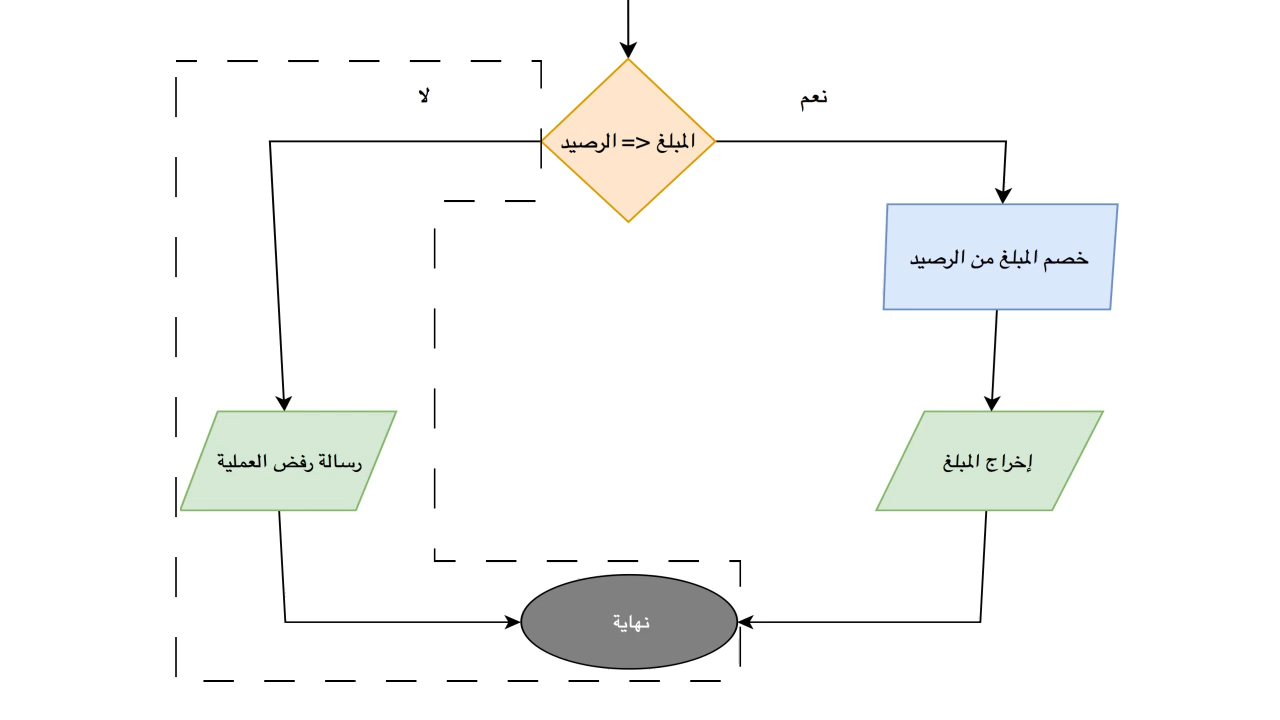 نعم
لا
المبلغ <= الرصيد
خصم المبلغ من الرصيد
إخراج المبلغ
رسالة رفض العملية
نهاية